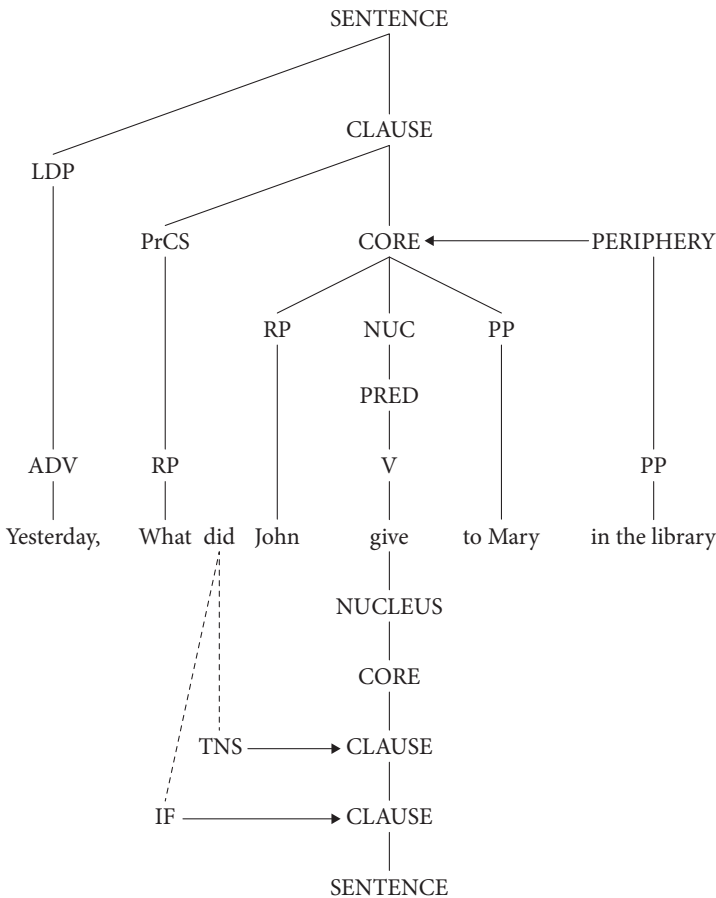 SENTENCE
CLAUSE
LDP
PrCS CORE PERIPHERY
RP NUC PP
PRED
ADV RP V PP
Yesterday, What did John give to Mary in the library
NUCLEUS
CORE
TNS CLAUSE
IF CLAUSE
SENTENCE